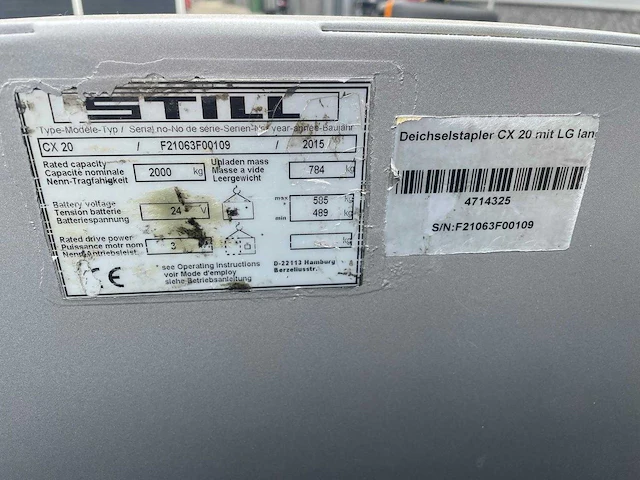 STILL
Type-Modèle-Typ / Serial no-No de série-Serien-Nr / year-année-Baujahr
CX 20 / F21063F00109 / 2015
Rated capacity
Capacité nominale
Nenn-Tragfähigkeit
2000 kg
Unladen mass
Masse a vide
Leergewicht
784 kg
Battery voltage
Tension batterie
Batteriespannung
24 V
max 585 kg
min 489 kg
Rated drive power
Puissance motr nom
Nenn-Antriebsleist
3
CE
see Operating instructions
voir Mode d'employ
siehe Betriebsanleitung
D-22113 Hamburg
Berzeliusstr.
Deichselstapler CX 20 mit LG lan
4714325
S/N:F21063F00109